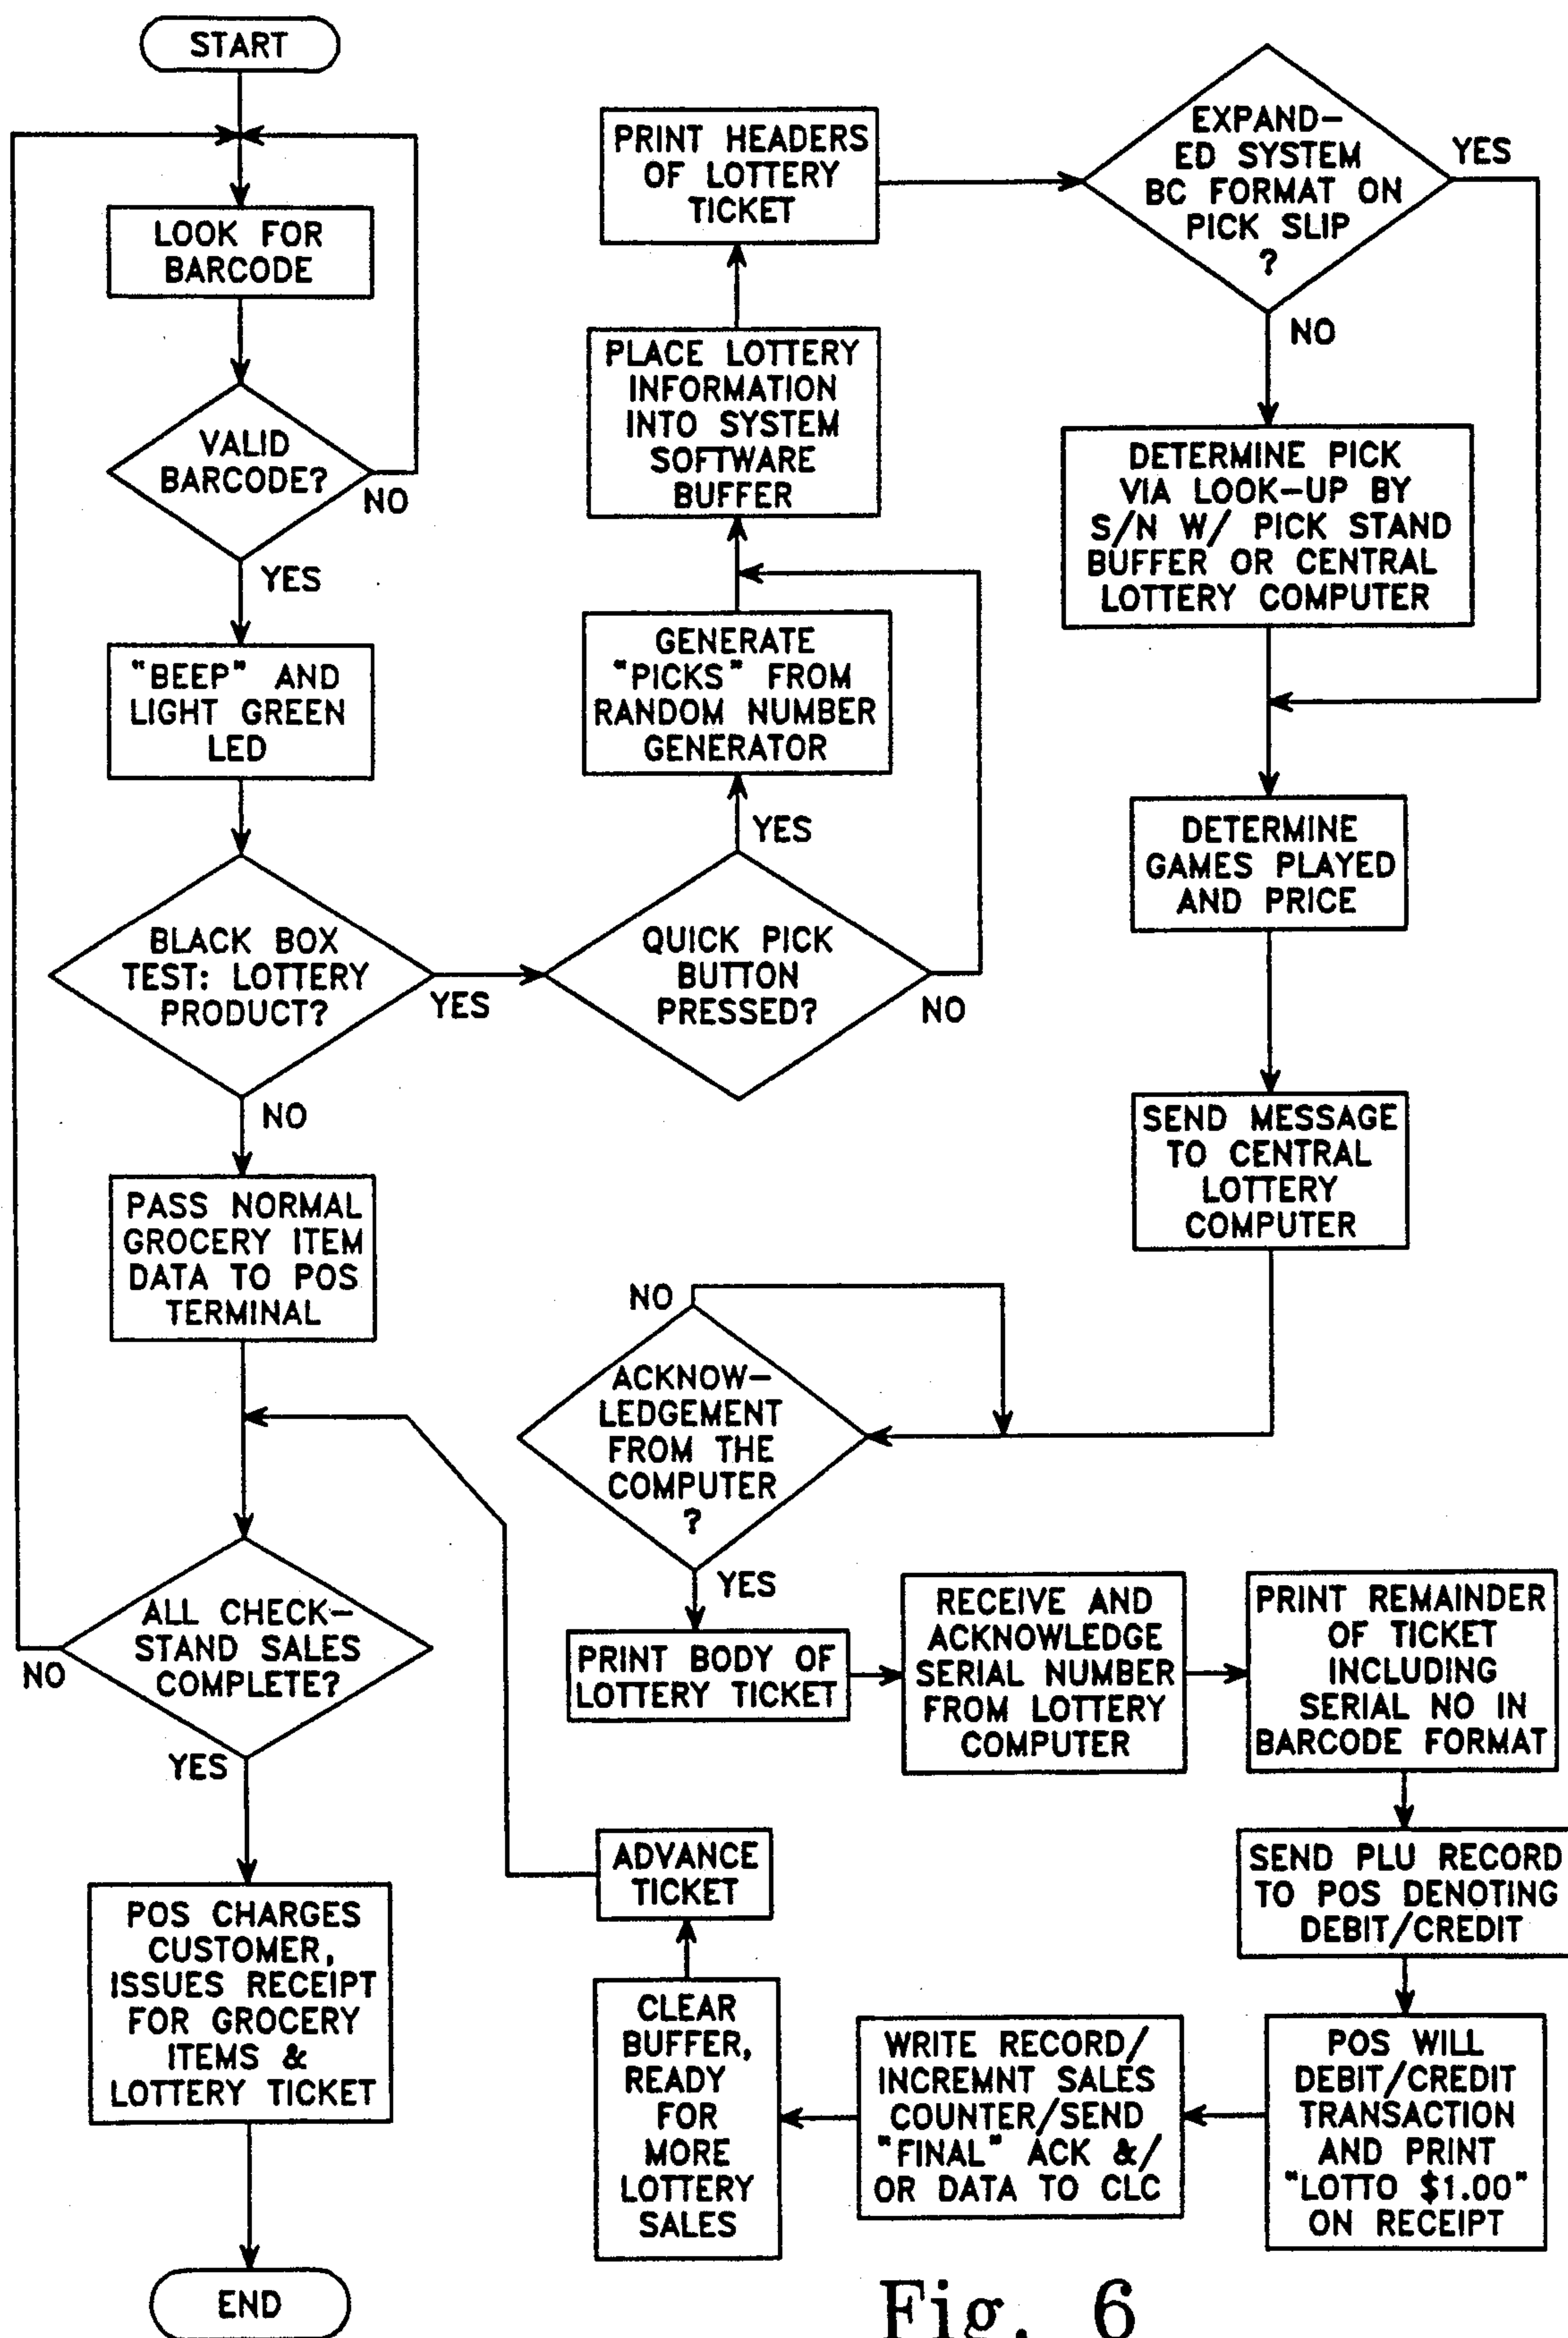 START
LOOK FOR
BARCODE
VALID
BARCODE?
NO
YES
"BEEP" AND
LIGHT GREEN
LED
BLACK BOX
TEST: LOTTERY
PRODUCT?
YES
NO
PASS NORMAL
GROCERY ITEM
DATA TO POS
TERMINAL
ALL CHECK-
STAND SALES
COMPLETE?
NO
YES
POS CHARGES
CUSTOMER,
ISSUES RECEIPT
FOR GROCERY
ITEMS &
LOTTERY TICKET
END
QUICK PICK
BUTTON
PRESSED?
YES
NO
GENERATE
"PICKS" FROM
RANDOM NUMBER
GENERATOR
PLACE LOTTERY
INFORMATION
INTO SYSTEM
SOFTWARE
BUFFER
PRINT HEADERS
OF LOTTERY
TICKET
EXPAND-
ED SYSTEM
BC FORMAT ON
PICK SLIP
?
YES
NO
DETERMINE PICK
VIA LOOK-UP BY
S/N W/ PICK STAND
BUFFER OR CENTRAL
LOTTERY COMPUTER
DETERMINE
GAMES PLAYED
AND PRICE
SEND MESSAGE
TO CENTRAL
LOTTERY
COMPUTER
NO
ACKNOW-
LEDGEMENT
FROM THE
COMPUTER
?
YES
PRINT BODY OF
LOTTERY TICKET
RECEIVE AND
ACKNOWLEDGE
SERIAL NUMBER
FROM LOTTERY
COMPUTER
PRINT REMAINDER
OF TICKET
INCLUDING
SERIAL NO IN
BARCODE FORMAT
SEND PLU RECORD
TO POS DENOTING
DEBIT/CREDIT
POS WILL
DEBIT/CREDIT
TRANSACTION
AND PRINT
"LOTTO $1.00"
ON RECEIPT
WRITE RECORD/
INCREMNT SALES
COUNTER/SEND
"FINAL" ACK &/
OR DATA TO CLC
CLEAR
BUFFER,
READY
FOR
MORE
LOTTERY
SALES
ADVANCE
TICKET
Fig. 6